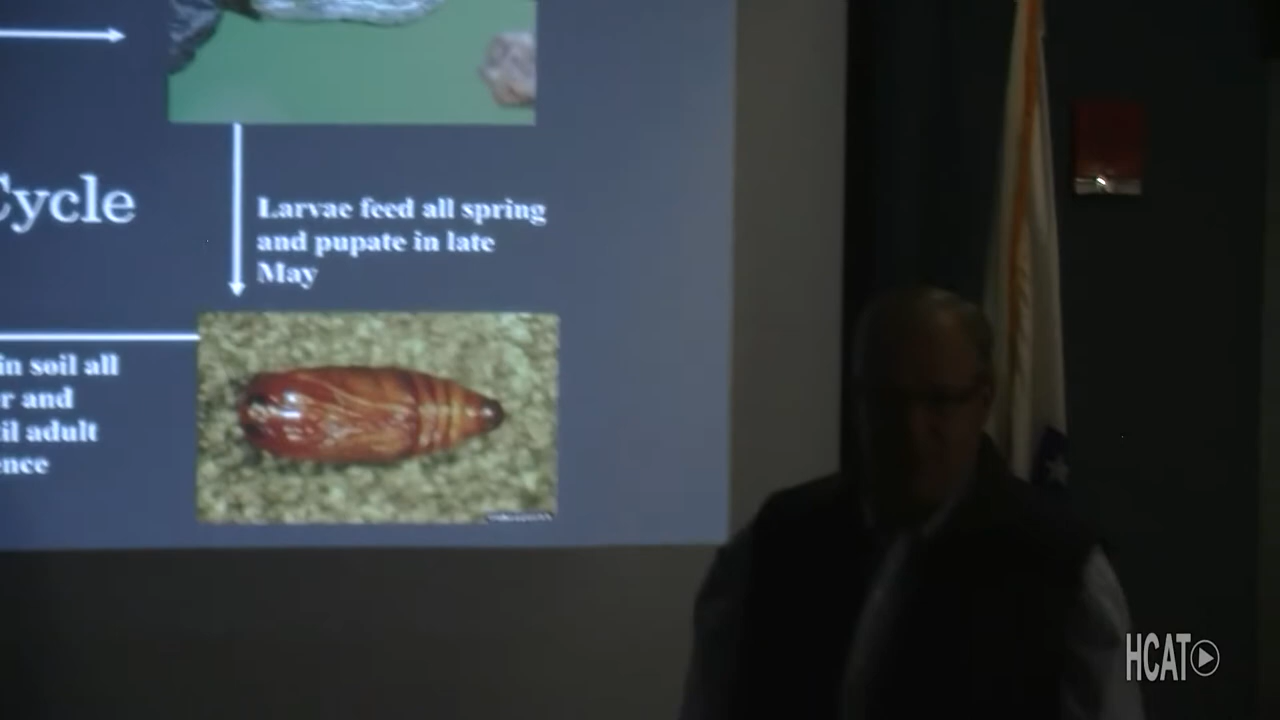 Cycle
Larvae feed all spring
and pupate in late
May
in soil all
r and
il adult
ence
HCAT